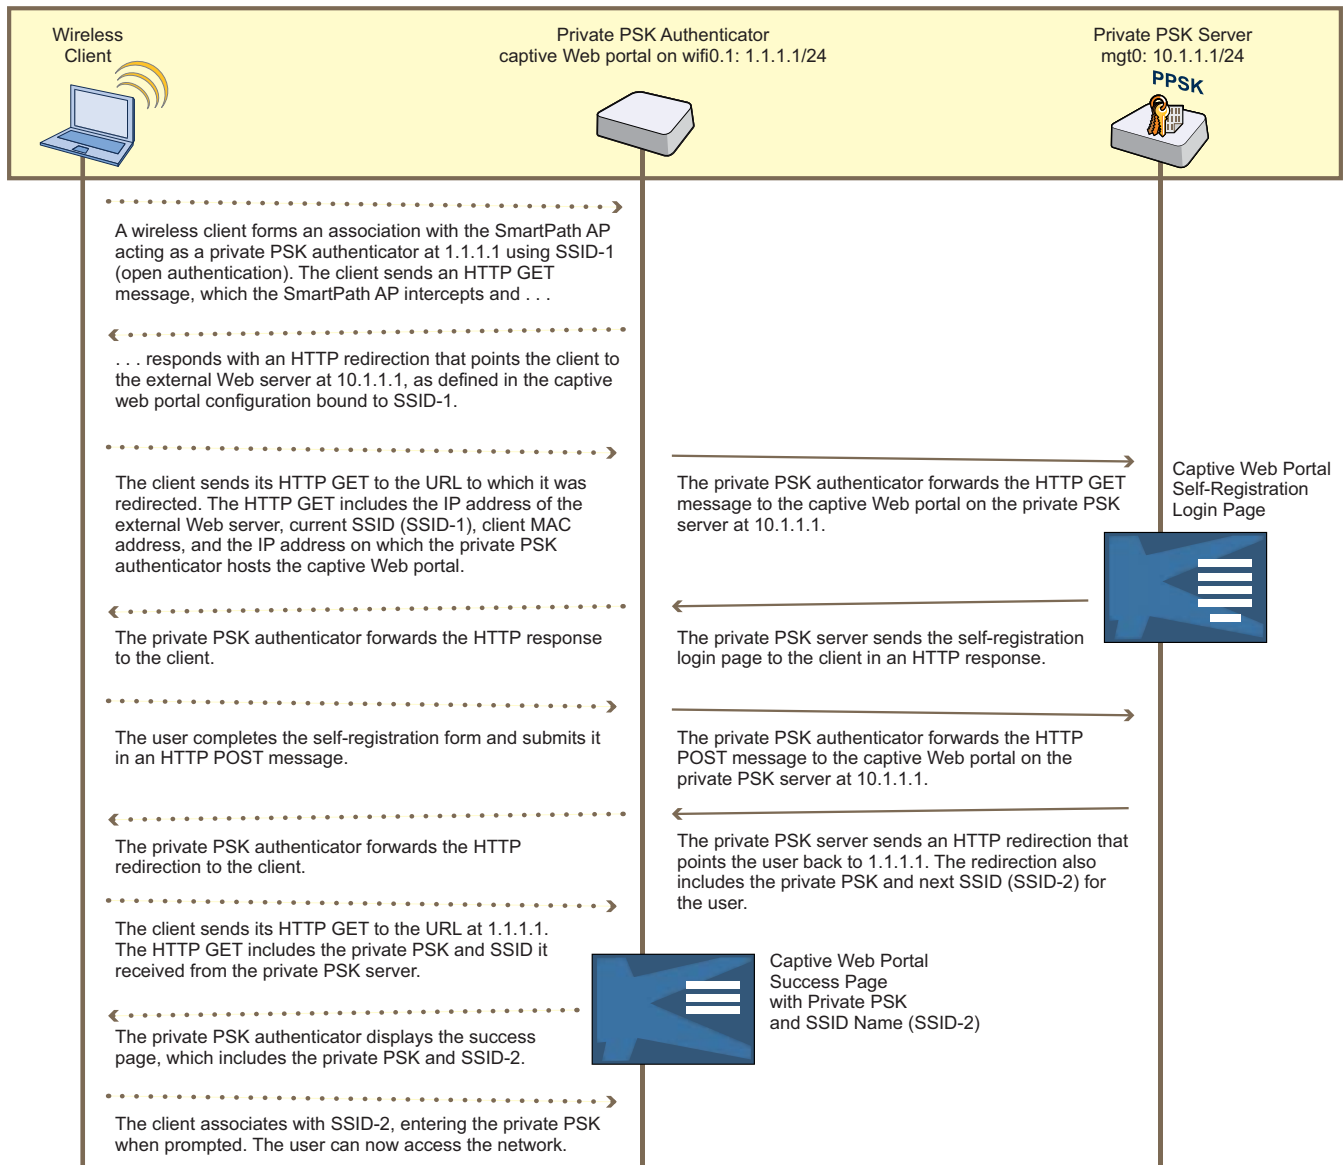 Wireless
Client
Private PSK Authenticator
captive Web portal on wifi0.1: 1.1.1.1/24
Private PSK Server
mgt0: 10.1.1.1/24
PPSK
A wireless client forms an association with the SmartPath AP
acting as a private PSK authenticator at 1.1.1.1 using SSID-1
(open authentication). The client sends an HTTP GET
message, which the SmartPath AP intercepts and . . .
. . . responds with an HTTP redirection that points the client to
the external Web server at 10.1.1.1, as defined in the captive
web portal configuration bound to SSID-1.
The client sends its HTTP GET to the URL to which it was
redirected. The HTTP GET includes the IP address of the
external Web server, current SSID (SSID-1), client MAC
address, and the IP address on which the private PSK
authenticator hosts the captive Web portal.
The private PSK authenticator forwards the HTTP GET
message to the captive Web portal on the private PSK
server at 10.1.1.1.
Captive Web Portal
Self-Registration
Login Page
The private PSK authenticator forwards the HTTP response
to the client.
The private PSK server sends the self-registration
login page to the client in an HTTP response.
The user completes the self-registration form and submits it
in an HTTP POST message.
The private PSK authenticator forwards the HTTP
POST message to the captive Web portal on the
private PSK server at 10.1.1.1.
The private PSK authenticator forwards the HTTP
redirection to the client.
The private PSK server sends an HTTP redirection that
points the user back to 1.1.1.1. The redirection also
includes the private PSK and next SSID (SSID-2) for
the user.
The client sends its HTTP GET to the URL at 1.1.1.1.
The HTTP GET includes the private PSK and SSID it
received from the private PSK server.
Captive Web Portal
Success Page
with Private PSK
and SSID Name (SSID-2)
The private PSK authenticator displays the success
page, which includes the private PSK and SSID-2.
The client associates with SSID-2, entering the private PSK
when prompted. The user can now access the network.